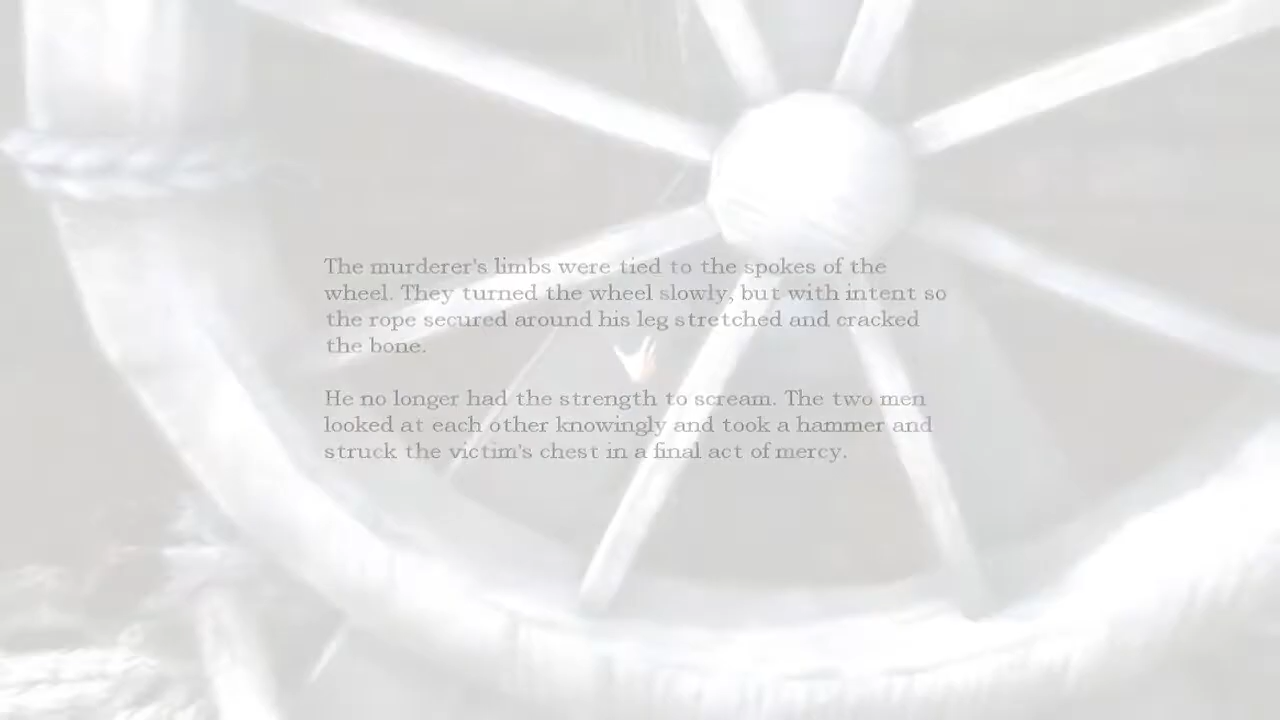 The murderer's limbs were tied to the spokes of the
wheel. They turned the wheel slowly, but with intent so
the rope secured around his leg stretched and cracked
the bone.
He no longer had the strength to scream. The two men
looked at each other knowingly and took a hammer and
struck the victim's chest in a final act of mercy.